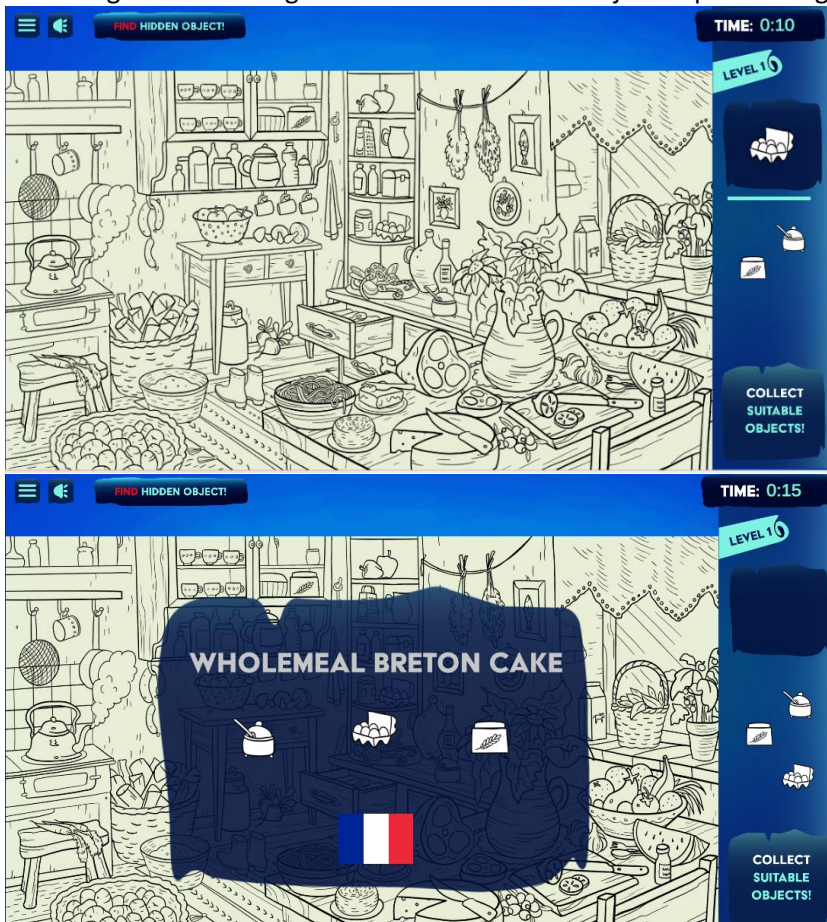 FIND HIDDEN OBJECT!
TIME: 0:10
LEVEL 1
COLLECT
SUITABLE
OBJECTS!
FIND HIDDEN OBJECT!
TIME: 0:15
LEVEL 1
WHOLEMEAL BRETON CAKE
COLLECT
SUITABLE
OBJECTS!